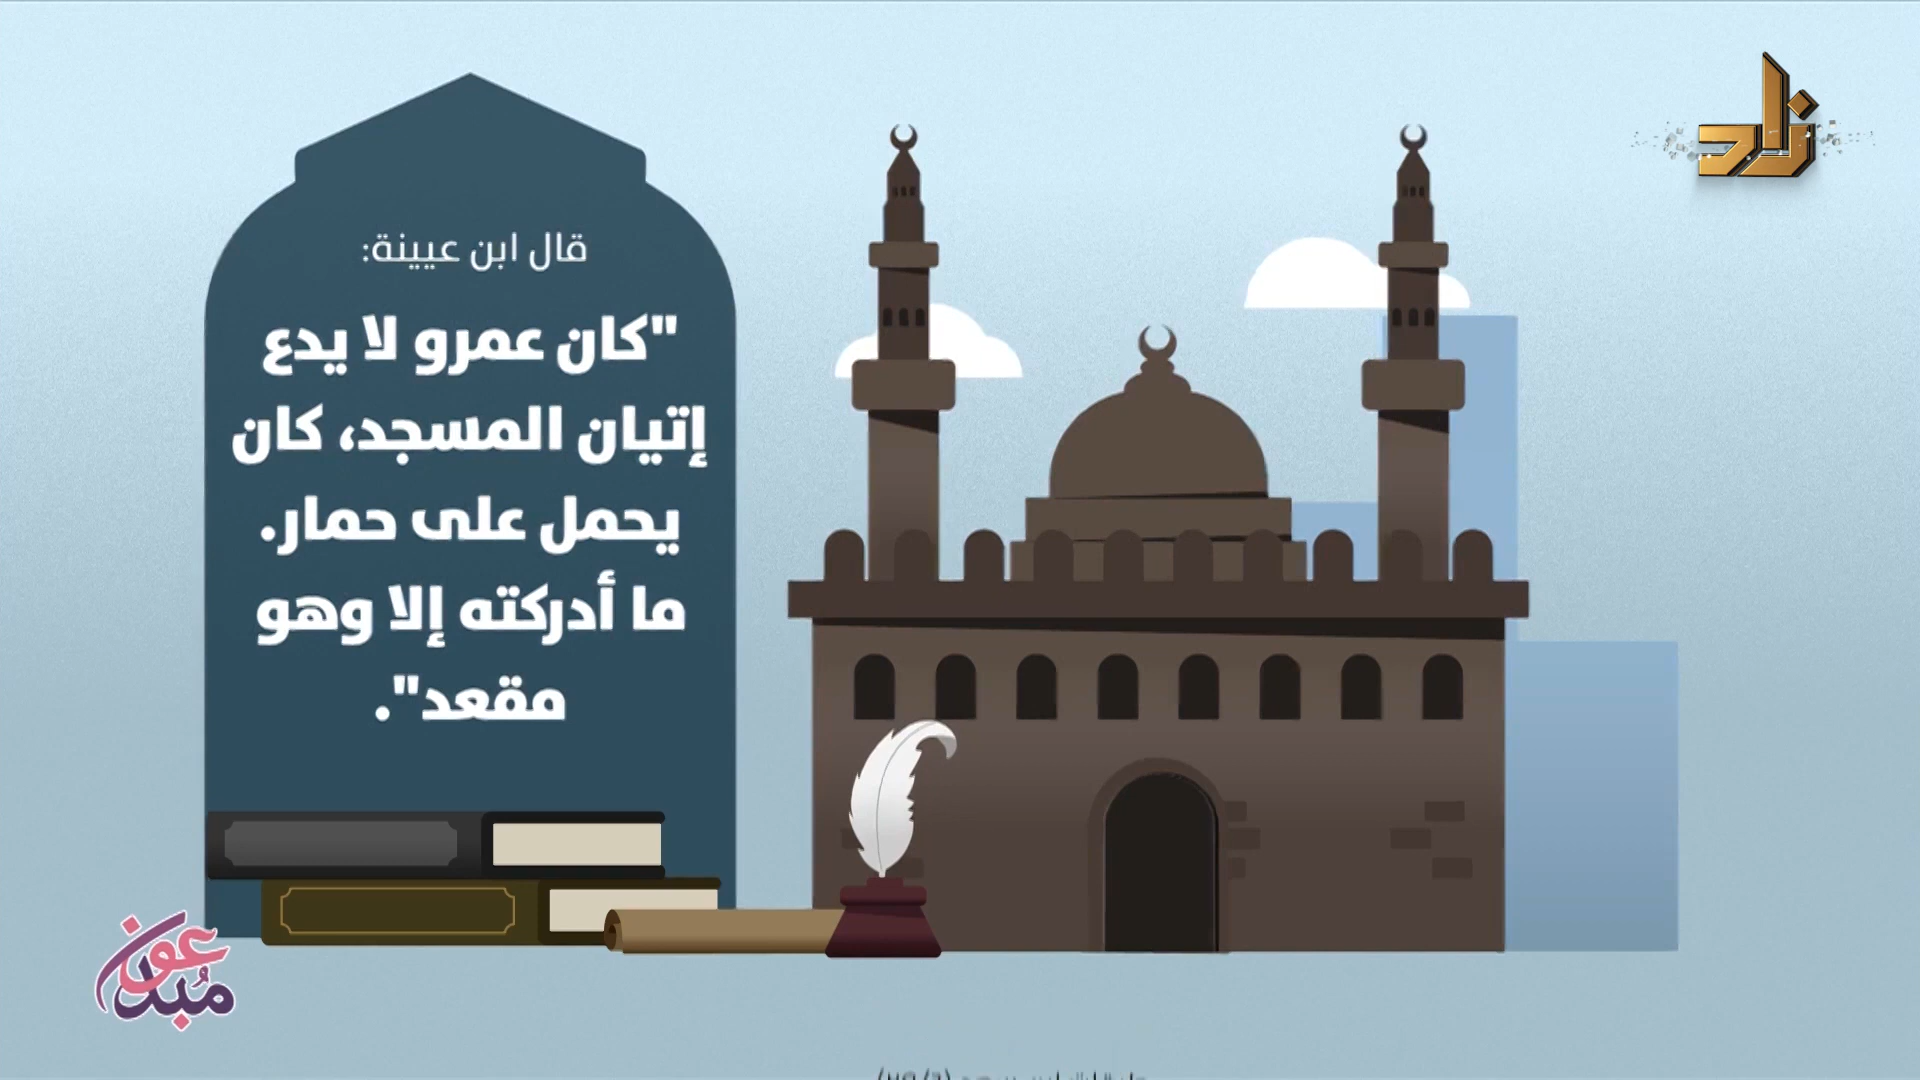 زاد
قال ابن عيينة:
"كان عمرو لا يدع
إتيان المسجد، كان
يحمل على حمار.
ما أدركته إلا وهو
مقعد".
مُبدعون